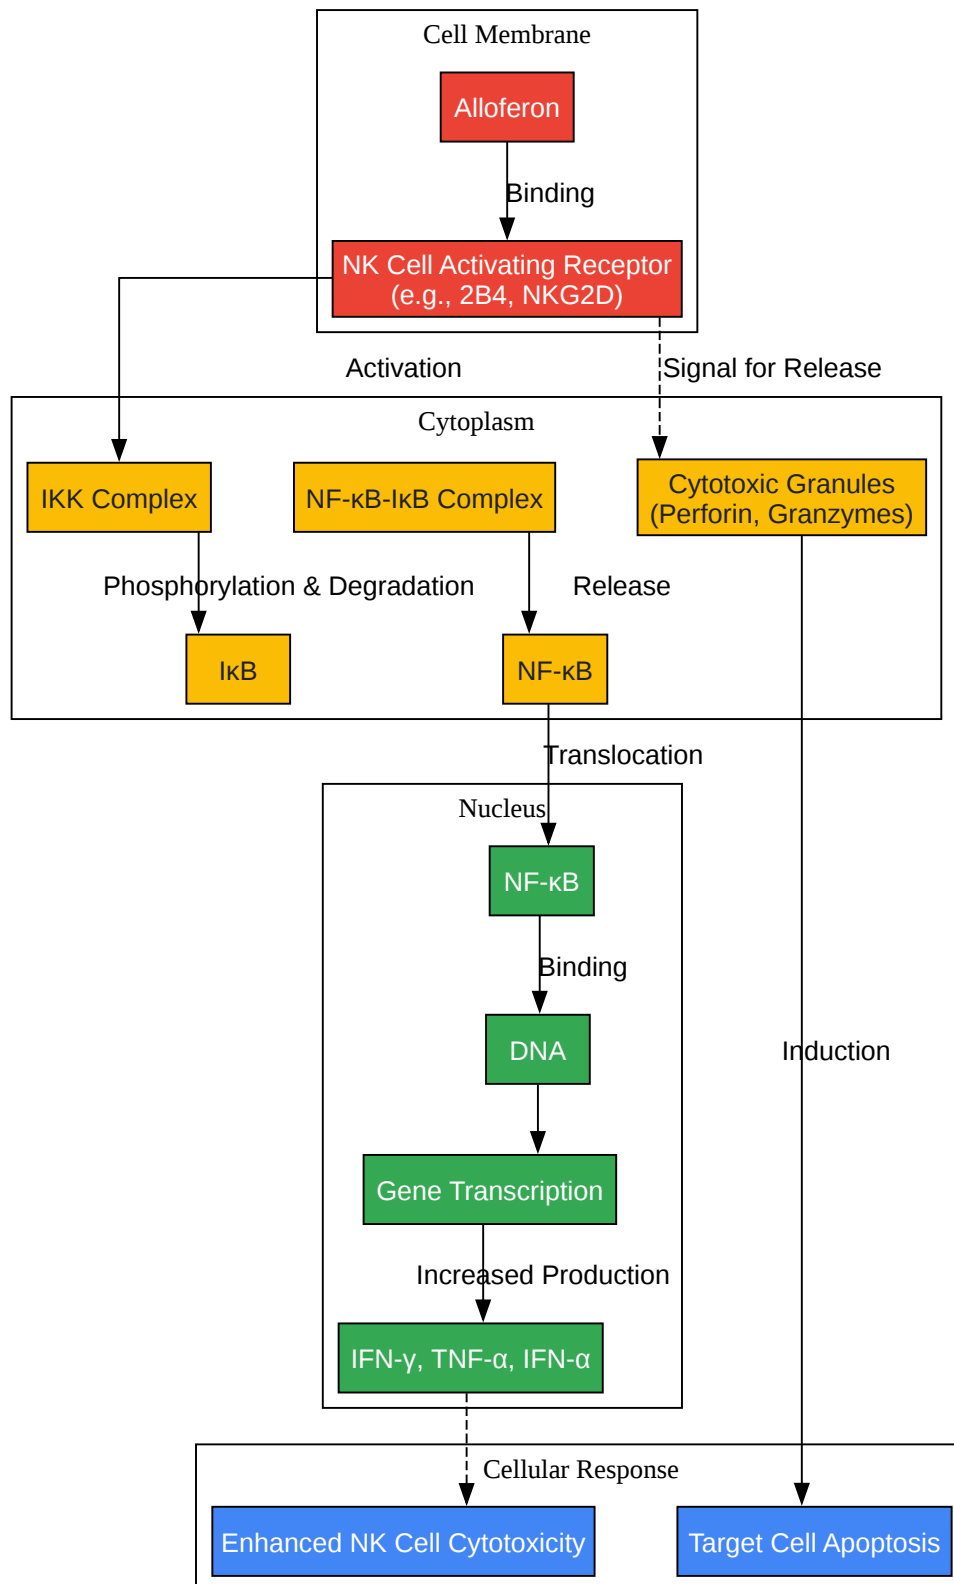 Cell Membrane
Alloferon
Binding
NK Cell Activating Receptor
(e.g., 2B4, NKG2D)
Activation
Signal for Release
Cytoplasm
IKK Complex
NF-κB-IκB Complex
Cytotoxic Granules
(Perforin, Granzymes)
Phosphorylation & Degradation
Release
IκB
NF-κB
Translocation
Nucleus
NF-κB
Binding
DNA
Induction
Gene Transcription
Increased Production
IFN-γ, TNF-α, IFN-α
Cellular Response
Enhanced NK Cell Cytotoxicity
Target Cell Apoptosis